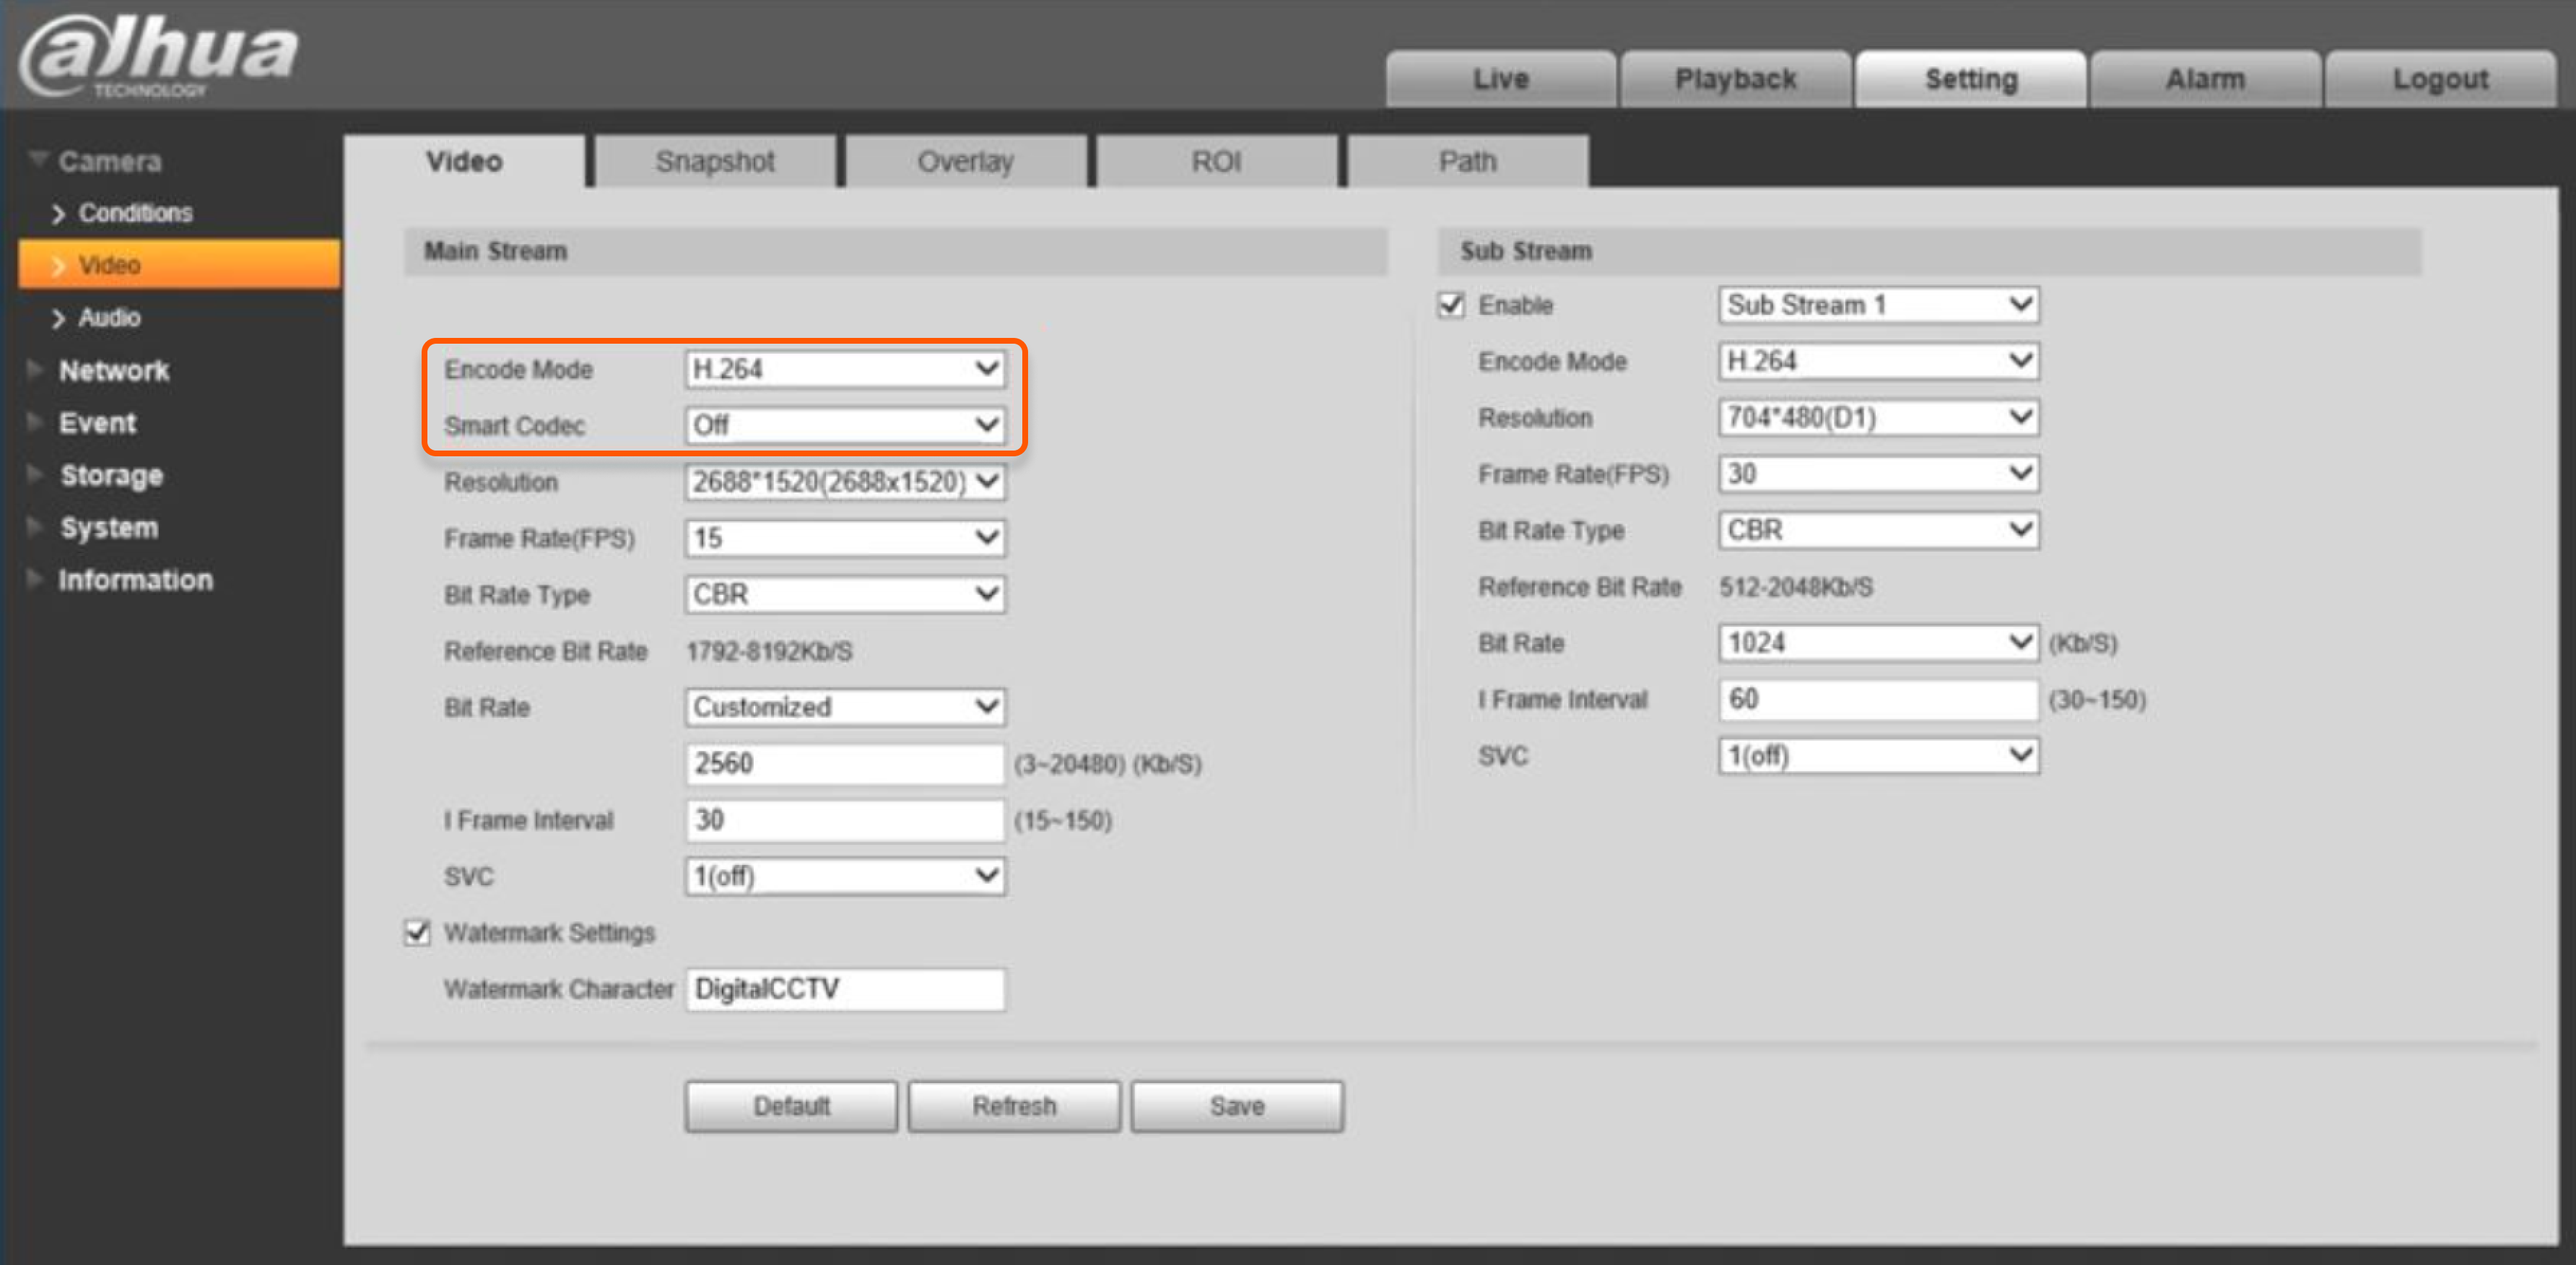 alhua
TECHNOLOGY
Live
Playback
Setting
Alarm
Logout
Camera
Conditions
Video
Audio
Network
Event
Storage
System
Information
Video
Snapshot
Overlay
ROI
Path
Main Stream
Encode Mode H.264
Smart Codec Off
Resolution 2688*1520(2688x1520)
Frame Rate(FPS) 15
Bit Rate Type CBR
Reference Bit Rate 1792-8192Kb/S
Bit Rate Customized
2560 (3~20480) (Kb/S)
I Frame Interval 30 (15~150)
SVC 1(off)
Watermark Settings
Watermark Character DigitalCCTV
Sub Stream
Enable Sub Stream 1
Encode Mode H.264
Resolution 704*480(D1)
Frame Rate(FPS) 30
Bit Rate Type CBR
Reference Bit Rate 512-2048Kb/S
Bit Rate 1024 (Kb/S)
I Frame Interval 60 (30~150)
SVC 1(off)
Default
Refresh
Save